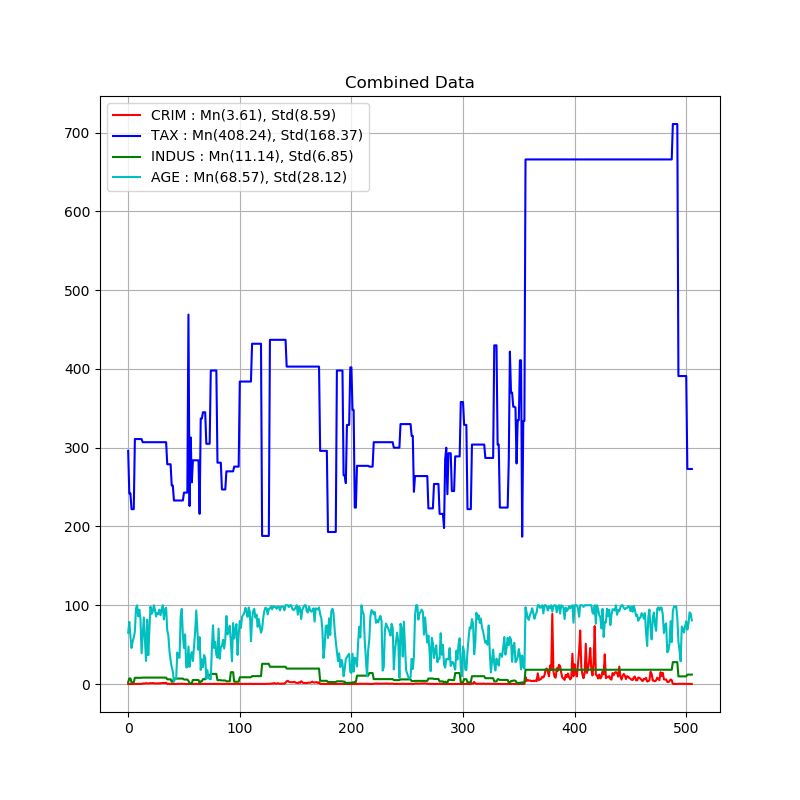 Combined Data
CRIM : Mn(3.61), Std(8.59)
TAX : Mn(408.24), Std(168.37)
INDUS : Mn(11.14), Std(6.85)
AGE : Mn(68.57), Std(28.12)
700
600
500
400
300
200
100
0
0 100 200 300 400 500